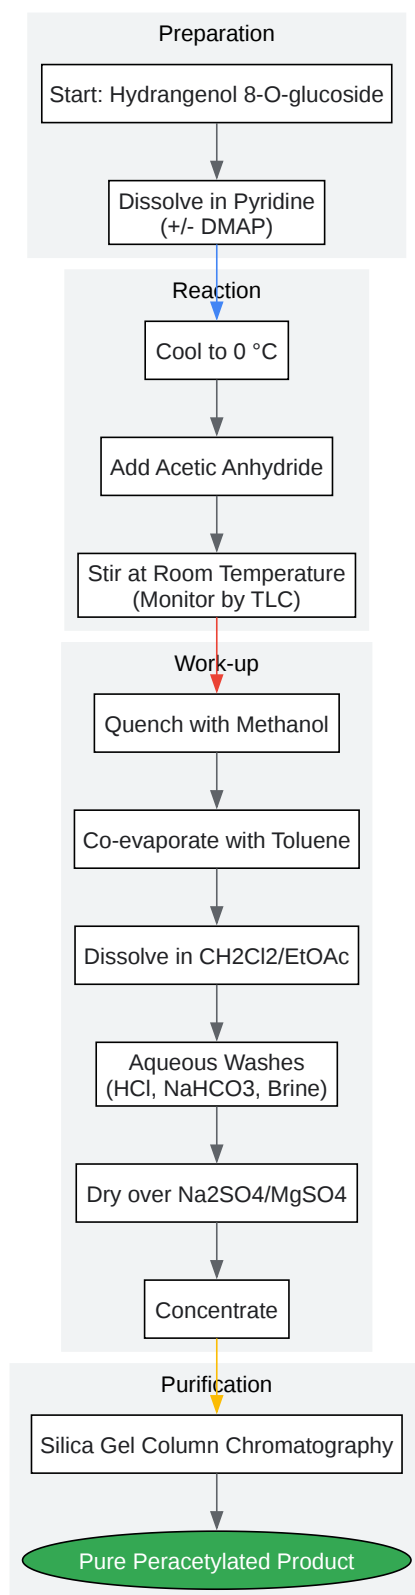 Preparation
Start: Hydrangenol 8-O-glucoside
Dissolve in Pyridine
(+/- DMAP)
Reaction
Cool to 0 °C
Add Acetic Anhydride
Stir at Room Temperature
(Monitor by TLC)
Work-up
Quench with Methanol
Co-evaporate with Toluene
Dissolve in CH2Cl2/EtOAc
Aqueous Washes
(HCl, NaHCO3, Brine)
Dry over Na2SO4/MgSO4
Concentrate
Purification
Silica Gel Column Chromatography
Pure Peracetylated Product